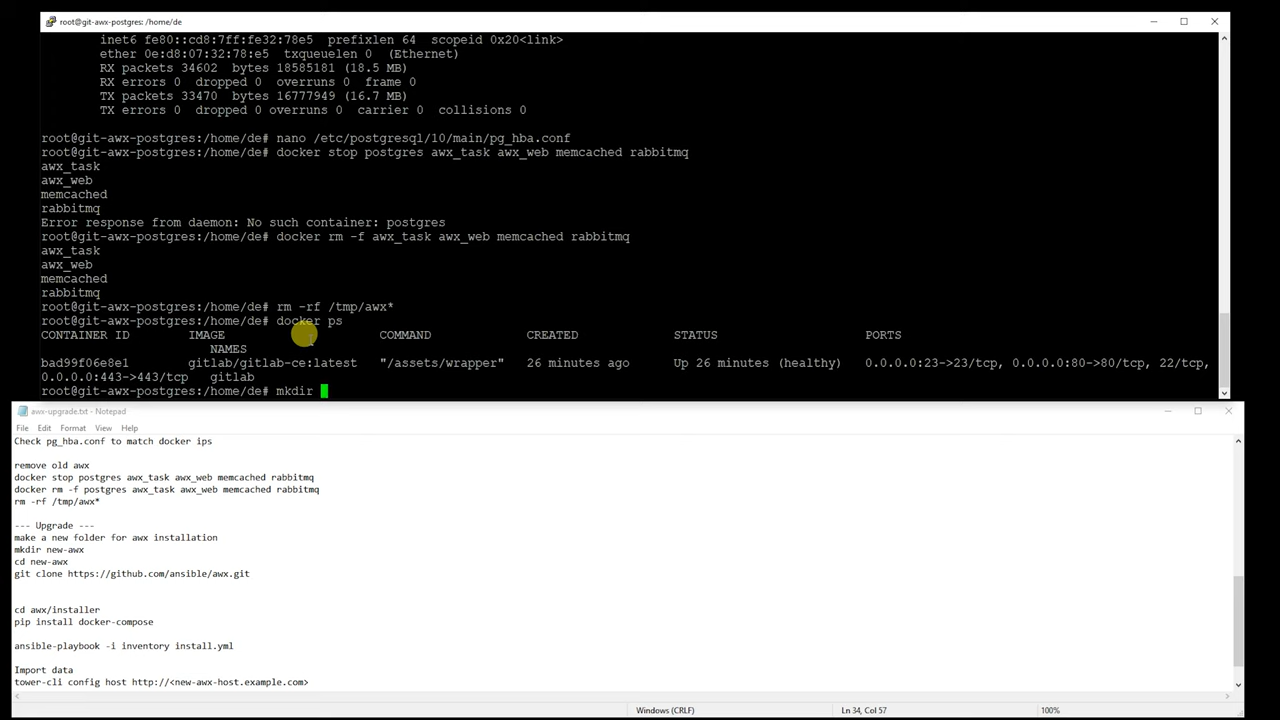 root@git-awx-postgres: /home/de
inet6 fe80::cd8:7ff:fe32:78e5  prefixlen 64  scopeid 0x20<link>
ether 0e:d8:07:32:78:e5  txqueuelen 0  (Ethernet)
RX packets 34602  bytes 18585181 (18.5 MB)
RX errors 0  dropped 0  overruns 0  frame 0
TX packets 33470  bytes 16777949 (16.7 MB)
TX errors 0  dropped 0 overruns 0  carrier 0  collisions 0
root@git-awx-postgres:/home/de# nano /etc/postgresql/10/main/pg_hba.conf
root@git-awx-postgres:/home/de# docker stop postgres awx_task awx_web memcached rabbitmq
awx_task
awx_web
memcached
rabbitmq
Error response from daemon: No such container: postgres
root@git-awx-postgres:/home/de# docker rm -f awx_task awx_web memcached rabbitmq
awx_task
awx_web
memcached
rabbitmq
root@git-awx-postgres:/home/de# rm -rf /tmp/awx*
root@git-awx-postgres:/home/de# docker ps
CONTAINER ID        IMAGE                     COMMAND             CREATED             STATUS                    PORTS
NAMES
bad99f06e8e1        gitlab/gitlab-ce:latest   "/assets/wrapper"   26 minutes ago      Up 26 minutes (healthy)   0.0.0.0:23->23/tcp, 0.0.0.0:80->80/tcp, 22/tcp,
0.0.0.0:443->443/tcp   gitlab
root@git-awx-postgres:/home/de# mkdir
awx-upgrade.txt - Notepad
File Edit Format View Help
Check pg_hba.conf to match docker ips
remove old awx
docker stop postgres awx_task awx_web memcached rabbitmq
docker rm -f postgres awx_task awx_web memcached rabbitmq
rm -rf /tmp/awx*
--- Upgrade ---
make a new folder for awx installation
mkdir new-awx
cd new-awx
git clone https://github.com/ansible/awx.git
cd awx/installer
pip install docker-compose
ansible-playbook -i inventory install.yml
Import data
tower-cli config host http://<new-awx-host.example.com>
Windows (CRLF) Ln 34, Col 57 100%